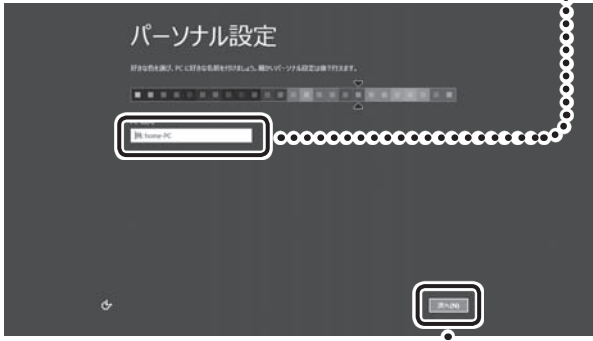 パーソナル設定
好きな色を選び、PC に好きな名前を付けましょう。細かいパーソナル設定は後で行えます。
例: home-PC
次へ(N)